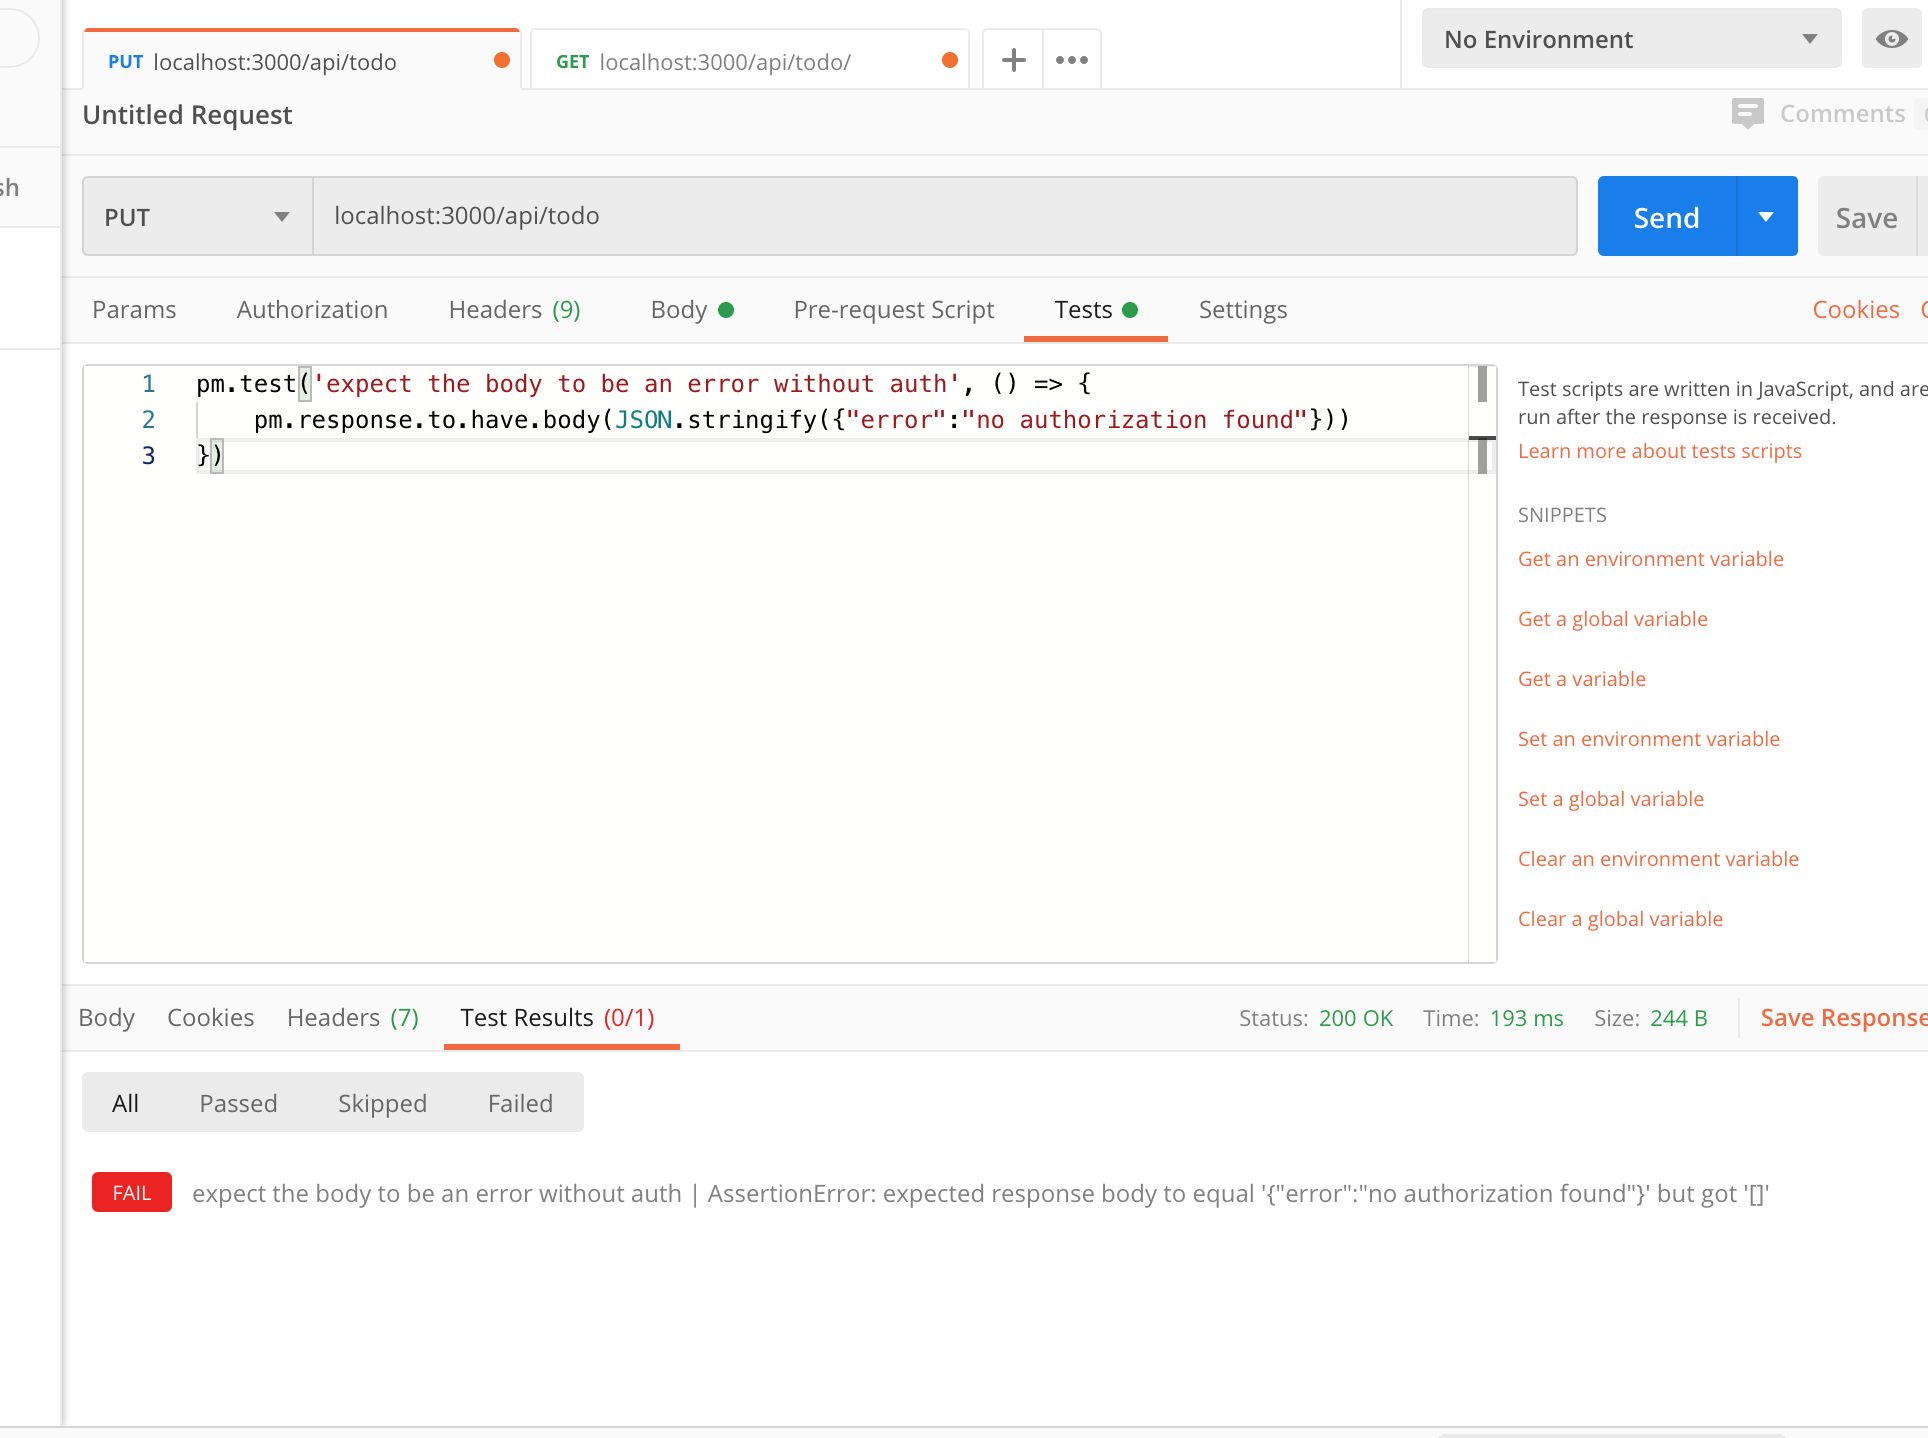 PUT localhost:3000/api/todo
GET localhost:3000/api/todo/
No Environment
Untitled Request
Comments
sh
PUT
localhost:3000/api/todo
Send
Save
Params
Authorization
Headers (9)
Body
Pre-request Script
Tests
Settings
Cookies
1 pm.test('expect the body to be an error without auth', () => {
2 pm.response.to.have.body(JSON.stringify({"error":"no authorization found"}))
3 })
Test scripts are written in JavaScript, and are
run after the response is received.
Learn more about tests scripts
SNIPPETS
Get an environment variable
Get a global variable
Get a variable
Set an environment variable
Set a global variable
Clear an environment variable
Clear a global variable
Body
Cookies
Headers (7)
Test Results (0/1)
Status: 200 OK
Time: 193 ms
Size: 244 B
Save Response
All
Passed
Skipped
Failed
FAIL
expect the body to be an error without auth | AssertionError: expected response body to equal '{"error":"no authorization found"}' but got '[]'